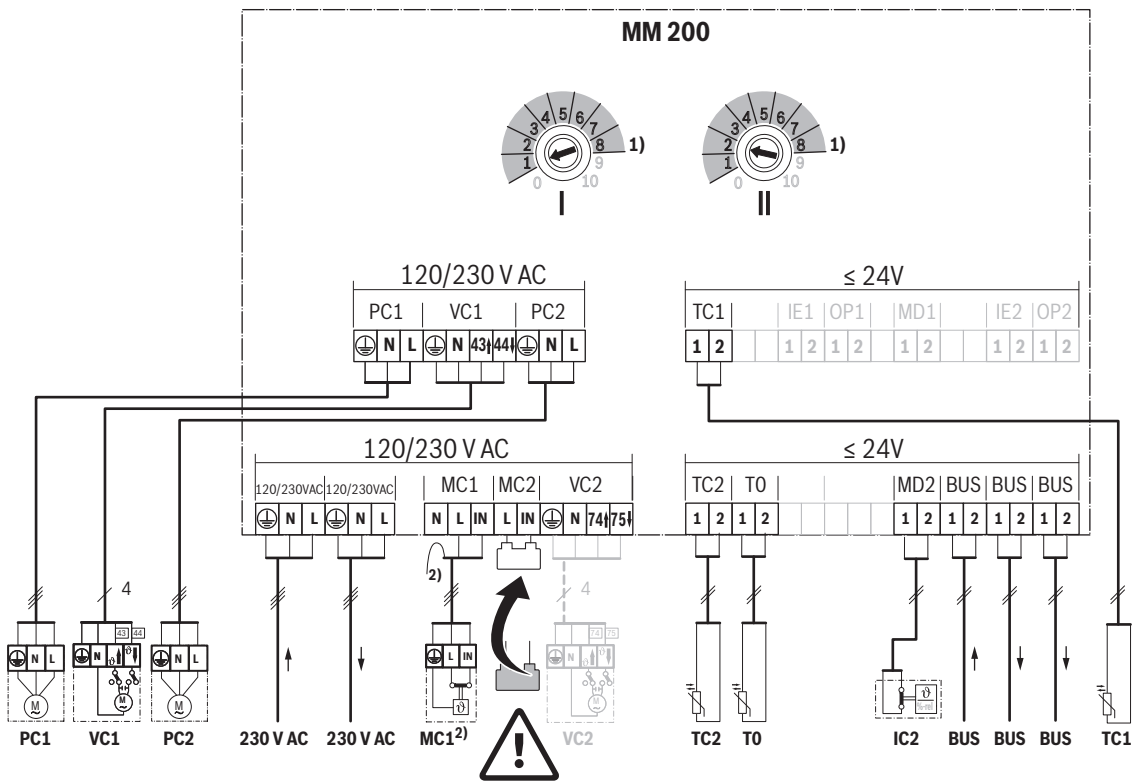 MM 200
0 1 2 3 4 5 6 7 8 9 10 1)
I
0 1 2 3 4 5 6 7 8 9 10 1)
II
120/230 V AC
PC1 VC1 PC2
N L N 43 44 N L
≤ 24V
TC1 IE1 OP1 MD1 IE2 OP2
1 2 1 2 1 2 1 2 1 2 1 2
120/230 V AC
120/230VAC 120/230VAC MC1 MC2 VC2
N L N L N L IN L IN N 74 75
≤ 24V
TC2 T0 MD2 BUS BUS BUS
1 2 1 2 1 2 1 2 1 2 1 2
2)
4
4
43 44
74 75
N L
N ϑ ϑ
N L
L IN
N ϑ ϑ
M
~
M
~
M
~
ϑ
M
~
ϑ
ϑ
ϑ
ϑ
!
PC1 VC1 PC2 230 V AC 230 V AC MC1 2) VC2 TC2 T0 IC2 BUS BUS BUS TC1